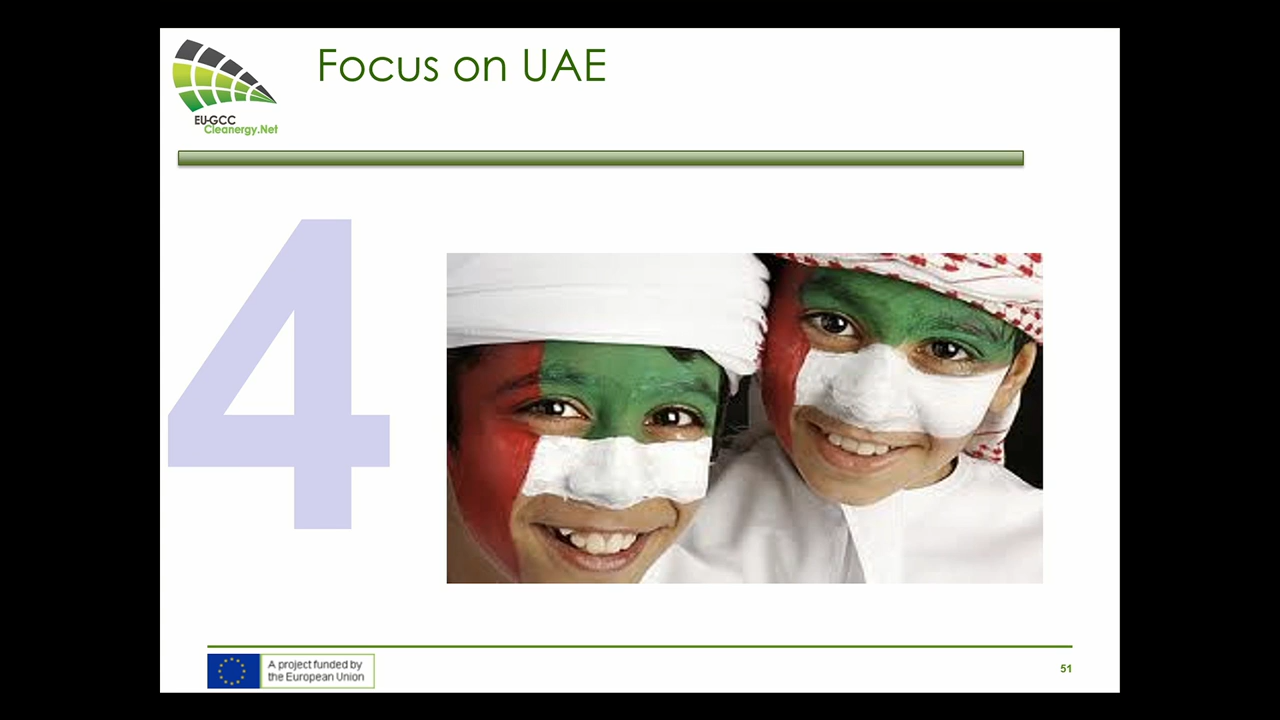 Focus on UAE
EU-GCC
Cleanergy.Net
4
A project funded by
the European Union
51